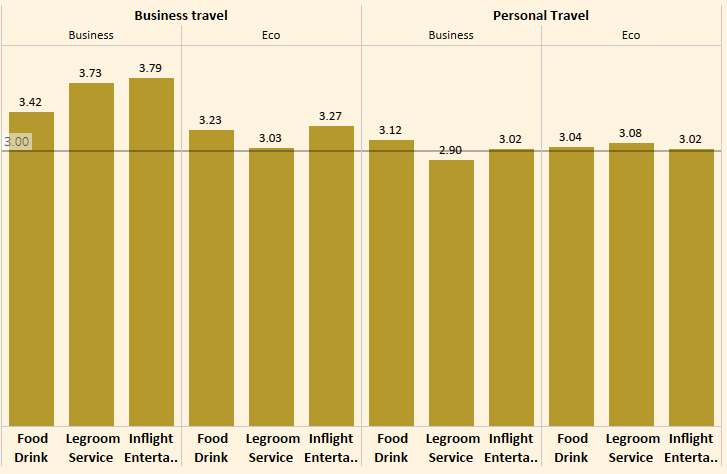 Business travel Personal Travel
Business Eco Business Eco
3.42 3.73 3.79 3.23 3.03 3.27 3.12 2.90 3.02 3.04 3.08 3.02
3.00
Food Legroom Inflight Food Legroom Inflight Food Legroom Inflight Food Legroom Inflight
Drink Service Enterta.. Drink Service Enterta.. Drink Service Enterta.. Drink Service Enterta..